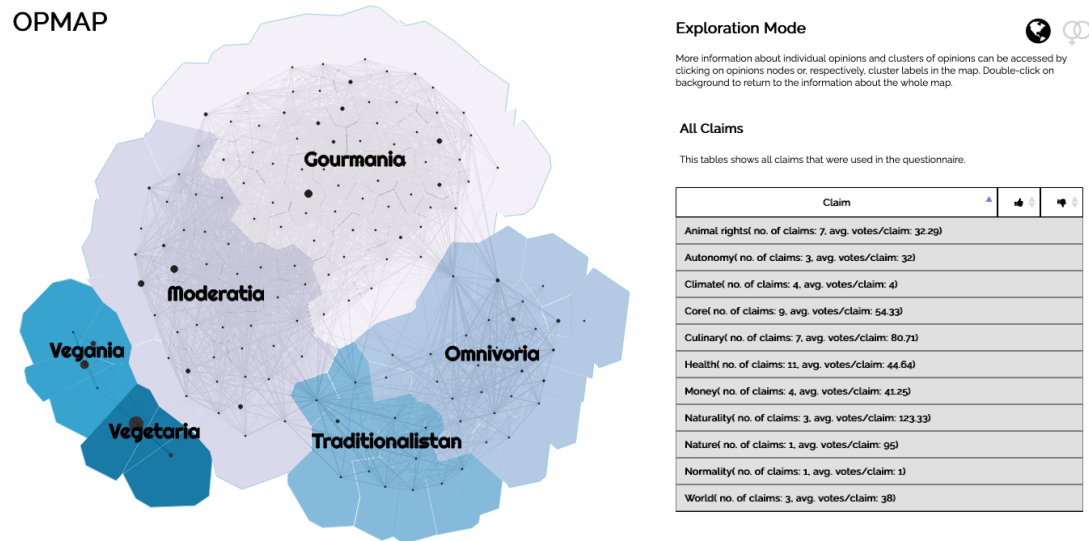 OPMAP
Gourmania
Moderatia
Vegania
Omnivoria
Vegetaria
Traditionalistan
Exploration Mode
More information about individual opinions and clusters of opinions can be accessed by
clicking on opinions nodes or, respectively, cluster labels in the map. Double-click on
background to return to the information about the whole map.
All Claims
This tables shows all claims that were used in the questionnaire.
Claim
Animal rights( no. of claims: 7, avg. votes/claim: 32.29)
Autonomy( no. of claims: 3, avg. votes/claim: 32)
Climate( no. of claims: 4, avg. votes/claim: 4)
Core( no. of claims: 9, avg. votes/claim: 54.33)
Culinary( no. of claims: 7, avg. votes/claim: 80.71)
Health( no. of claims: 11, avg. votes/claim: 44.64)
Money( no. of claims: 4, avg. votes/claim: 41.25)
Naturality( no. of claims: 3, avg. votes/claim: 123.33)
Nature( no. of claims: 1, avg. votes/claim: 95)
Normality( no. of claims: 1, avg. votes/claim: 1)
World( no. of claims: 3, avg. votes/claim: 38)